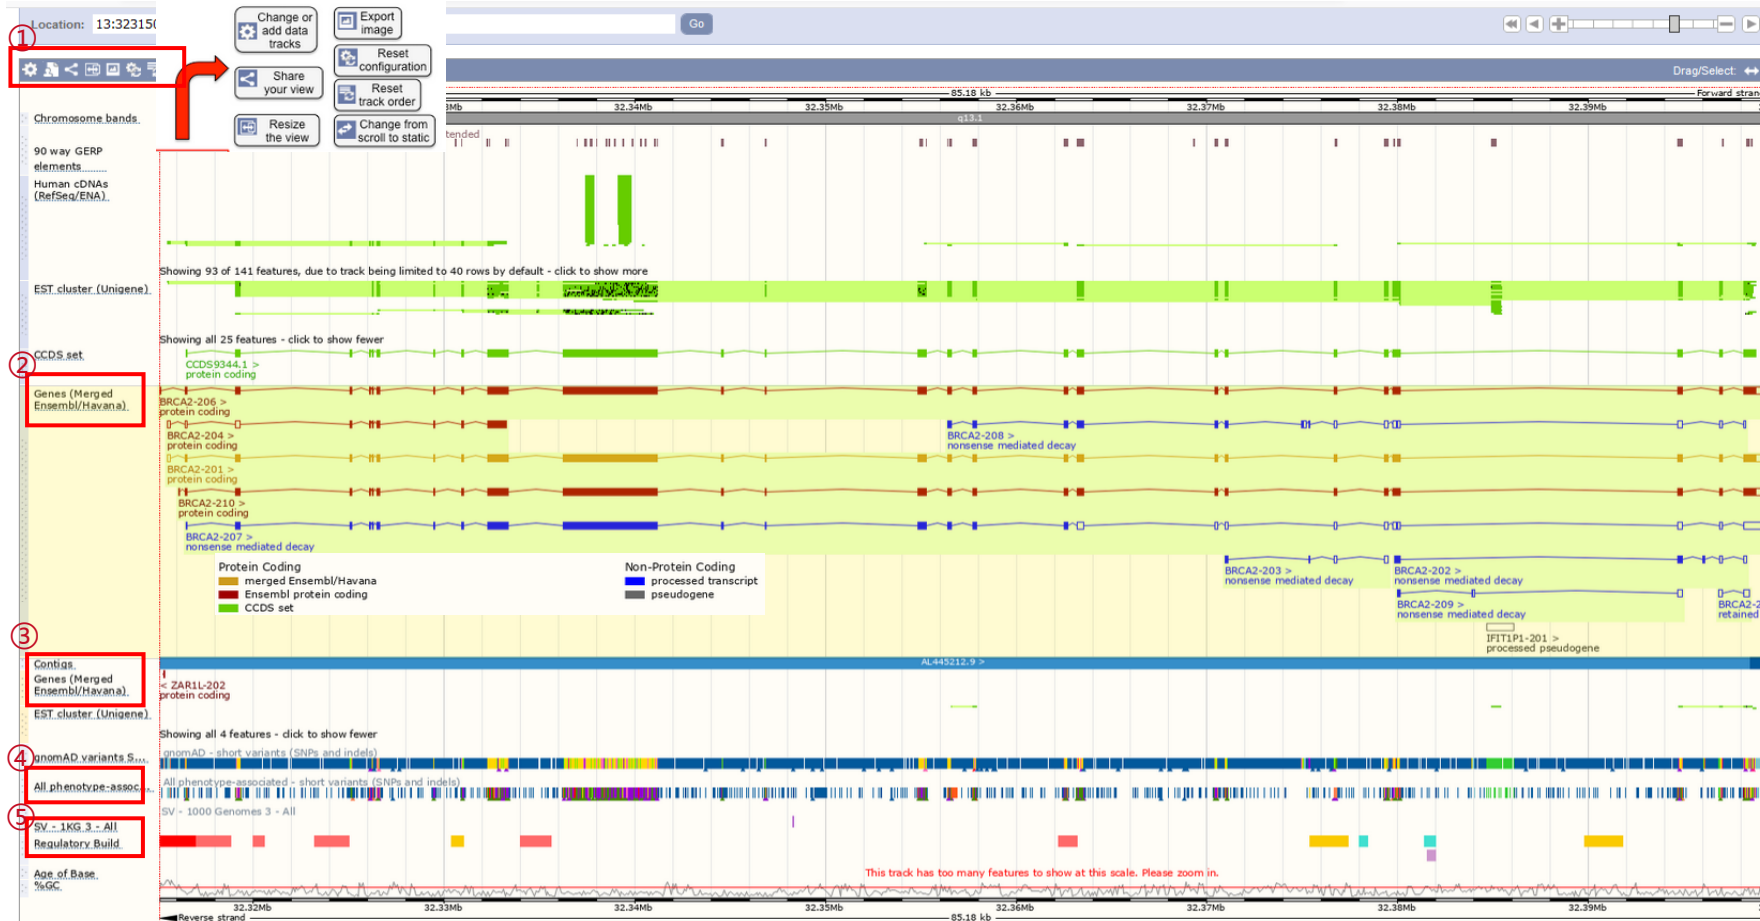 Location: 13:323150
Go
①
Change or
add data
tracks
Share
your view
Resize
the view
Export
image
Reset
configuration
Reset
track order
Change from
scroll to static
Drag/Select:
85.18 kb
Forward stran
32.34Mb
32.35Mb
32.36Mb
32.37Mb
32.38Mb
32.39Mb
Chromosome bands
q13.1
90 way GERP
elements
tended
Human cDNAs
(RefSeq/ENA)
Showing 93 of 141 features, due to track being limited to 40 rows by default - click to show more
EST cluster (Unigene)
Showing all 25 features - click to show fewer
②
CCDS set
CCDS9344.1 >
protein coding
Genes (Merged
Ensembl/Havana)
BRCA2-206 >
protein coding
BRCA2-204 >
protein coding
BRCA2-208 >
nonsense mediated decay
BRCA2-201 >
protein coding
BRCA2-210 >
protein coding
BRCA2-207 >
nonsense mediated decay
Protein Coding
merged Ensembl/Havana
Ensembl protein coding
CCDS set
Non-Protein Coding
processed transcript
pseudogene
BRCA2-203 >
nonsense mediated decay
BRCA2-202 >
nonsense mediated decay
BRCA2-209 >
nonsense mediated decay
BRCA2-2
retained
IFIT1P1-201 >
processed pseudogene
③
Contigs
AL445212.9 >
Genes (Merged
Ensembl/Havana)
< ZAR1L-202
protein coding
EST cluster (Unigene)
Showing all 4 features - click to show fewer
④
gnomAD variants S...
gnomAD - short variants (SNPs and indels)
All phenotype-assoc...
All phenotype-associated - short variants (SNPs and indels)
⑤
SV - 1000 Genomes 3 - All
SV - 1KG 3 - All
Regulatory Build
Age of Base
This track has too many features to show at this scale. Please zoom in.
%GC
32.32Mb
32.33Mb
32.34Mb
32.35Mb
32.36Mb
32.37Mb
32.38Mb
32.39Mb
Reverse strand
85.18 kb